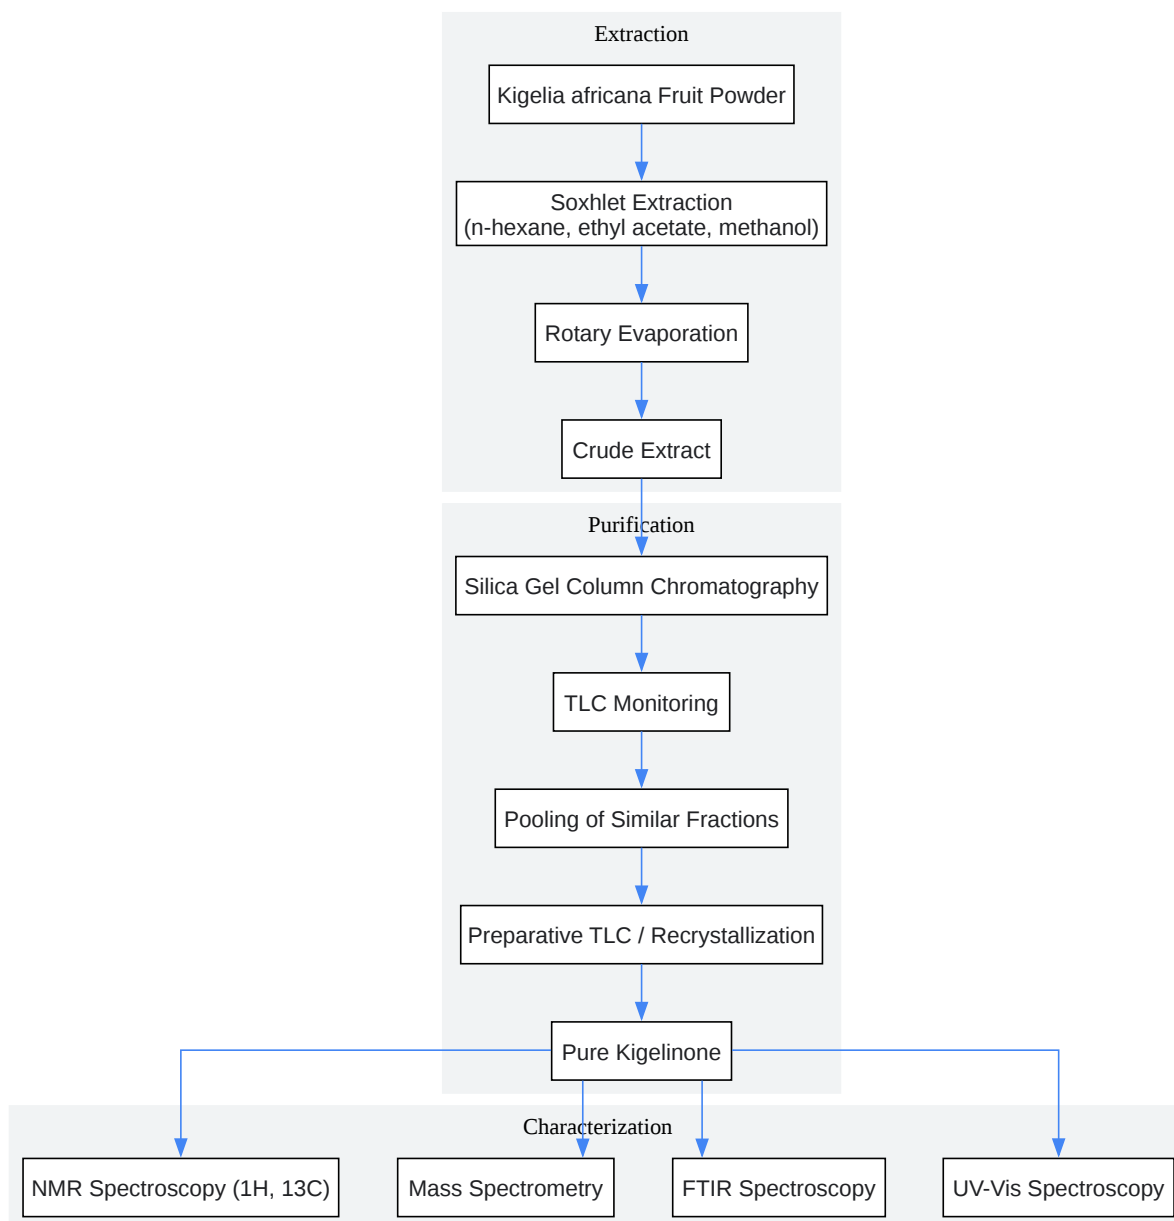 Extraction
Kigelia africana Fruit Powder
Soxhlet Extraction
(n-hexane, ethyl acetate, methanol)
Rotary Evaporation
Crude Extract
Purification
Silica Gel Column Chromatography
TLC Monitoring
Pooling of Similar Fractions
Preparative TLC / Recrystallization
Pure Kigelinone
Characterization
NMR Spectroscopy (1H, 13C)
Mass Spectrometry
FTIR Spectroscopy
UV-Vis Spectroscopy